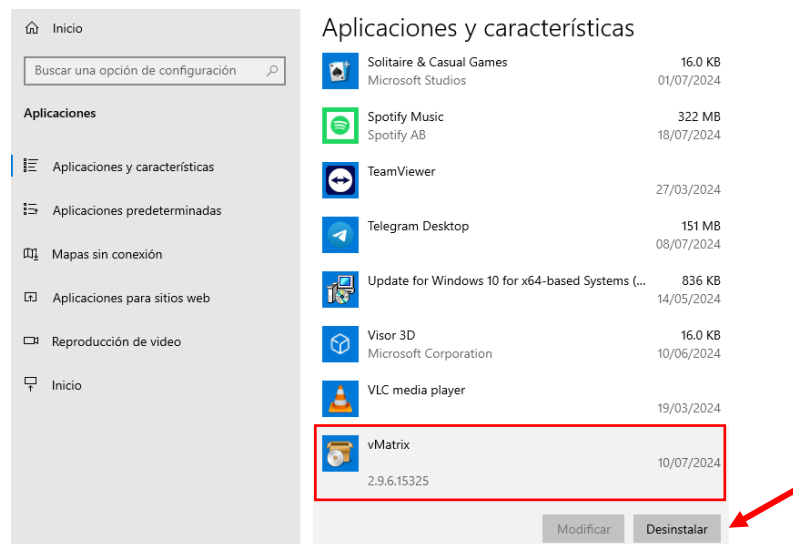 Inicio
Buscar una opción de configuración
Aplicaciones
Aplicaciones y características
Aplicaciones predeterminadas
Mapas sin conexión
Aplicaciones para sitios web
Reproducción de video
Inicio
Aplicaciones y características
Solitaire & Casual Games 16.0 KB
Microsoft Studios 01/07/2024
Spotify Music 322 MB
Spotify AB 18/07/2024
TeamViewer
27/03/2024
Telegram Desktop 151 MB
08/07/2024
Update for Windows 10 for x64-based Systems (... 836 KB
14/05/2024
Visor 3D 16.0 KB
Microsoft Corporation 10/06/2024
VLC media player
19/03/2024
vMatrix
10/07/2024
2.9.6.15325
Modificar Desinstalar